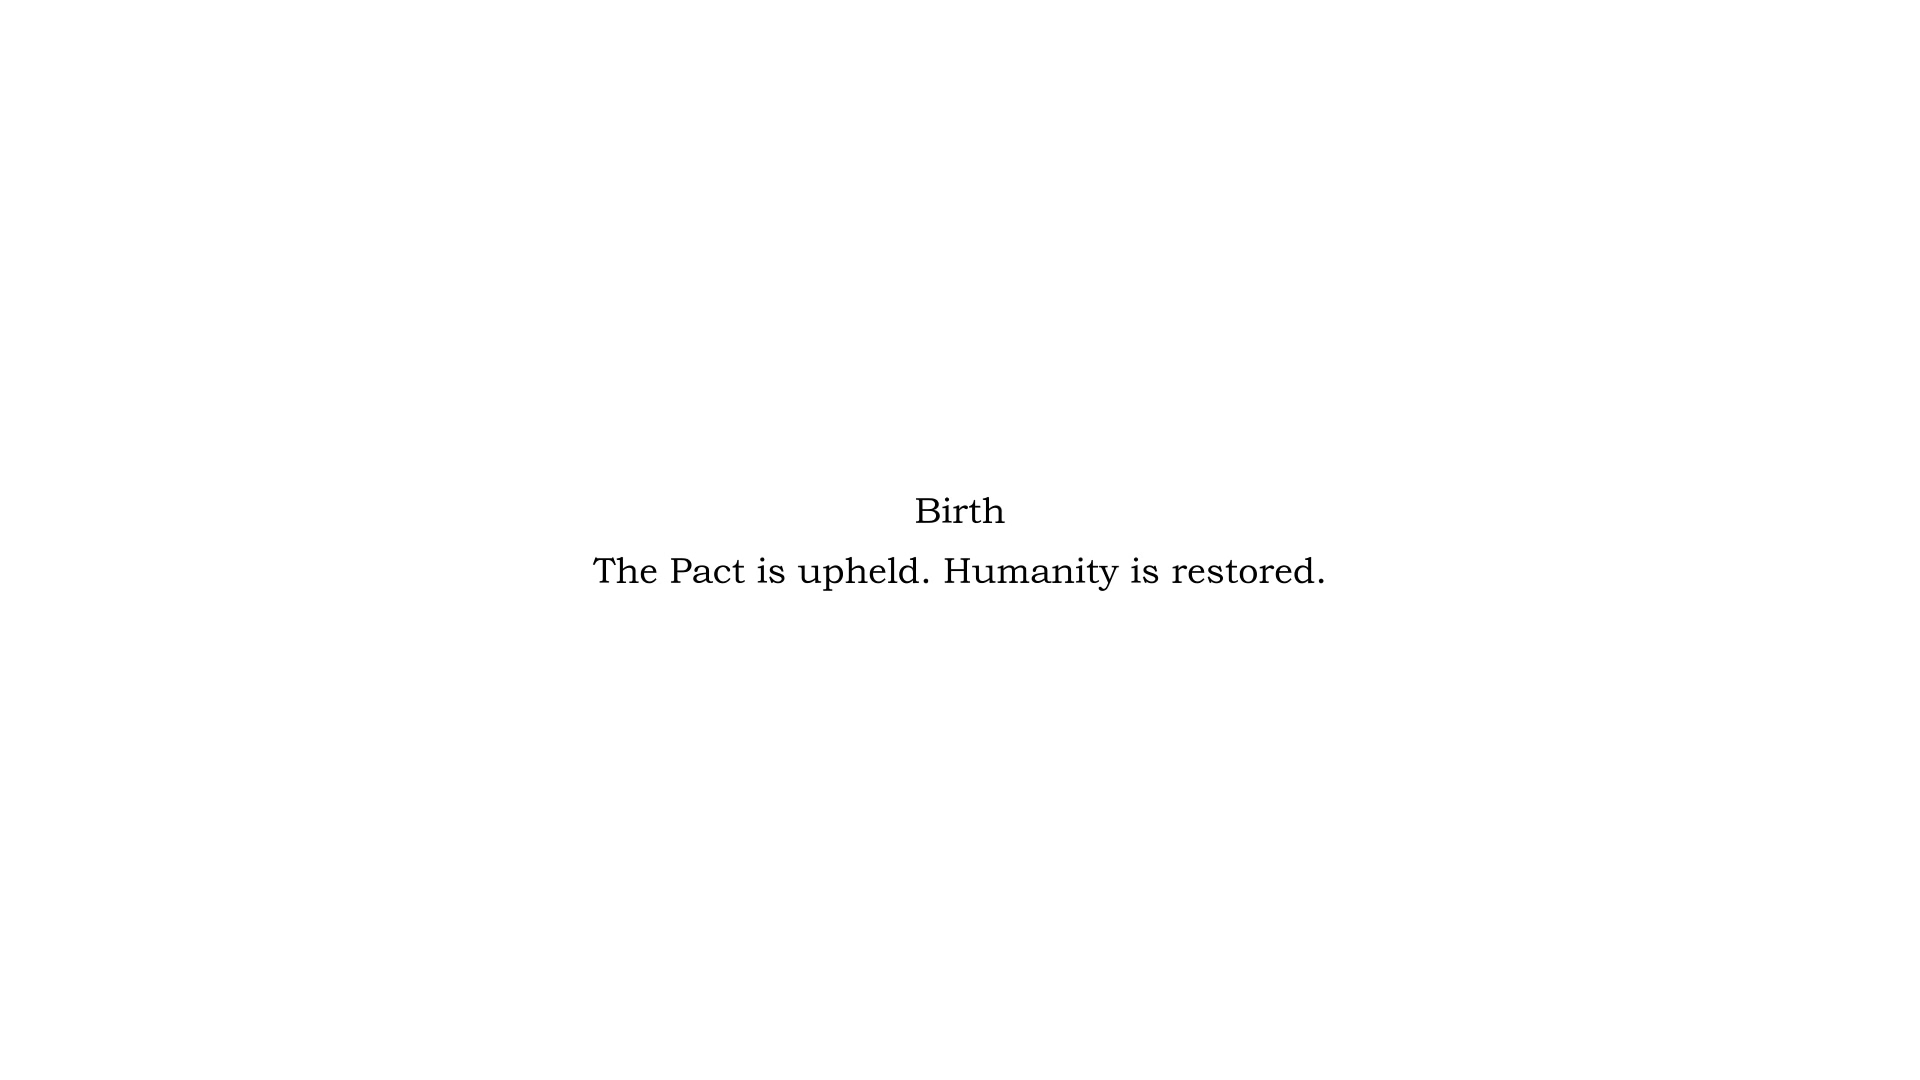 Birth
The Pact is upheld. Humanity is restored.